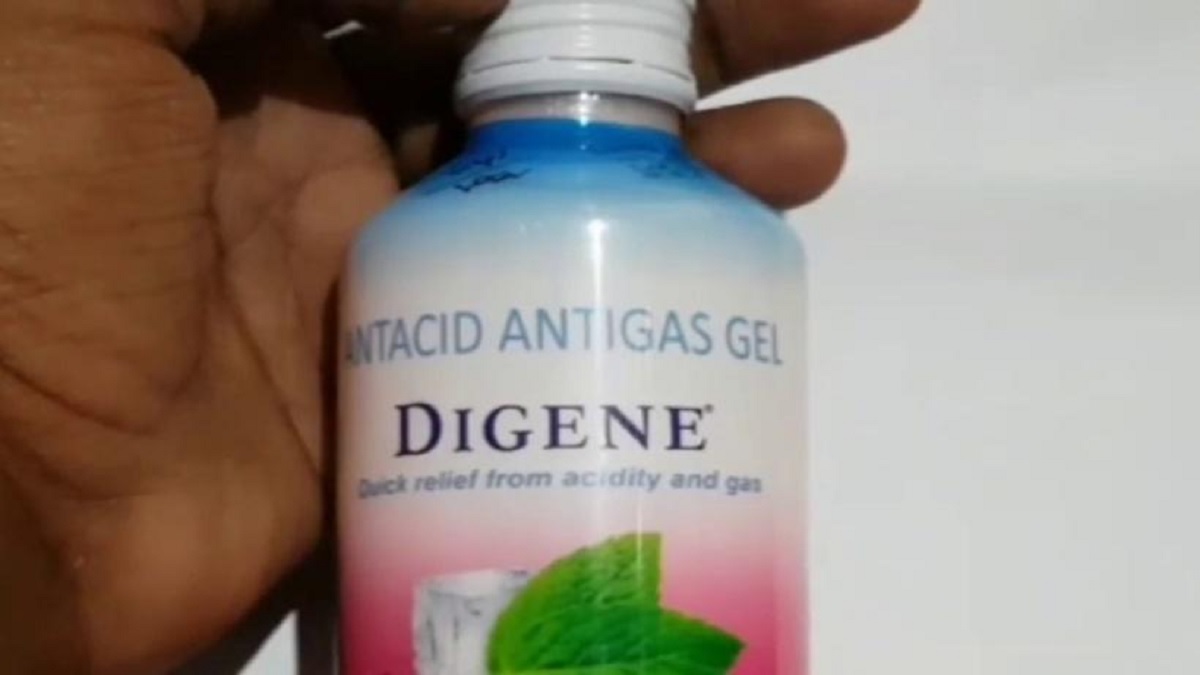 ANTACID ANTIGAS GEL
DIGENE®
Quick relief from acidity and gas